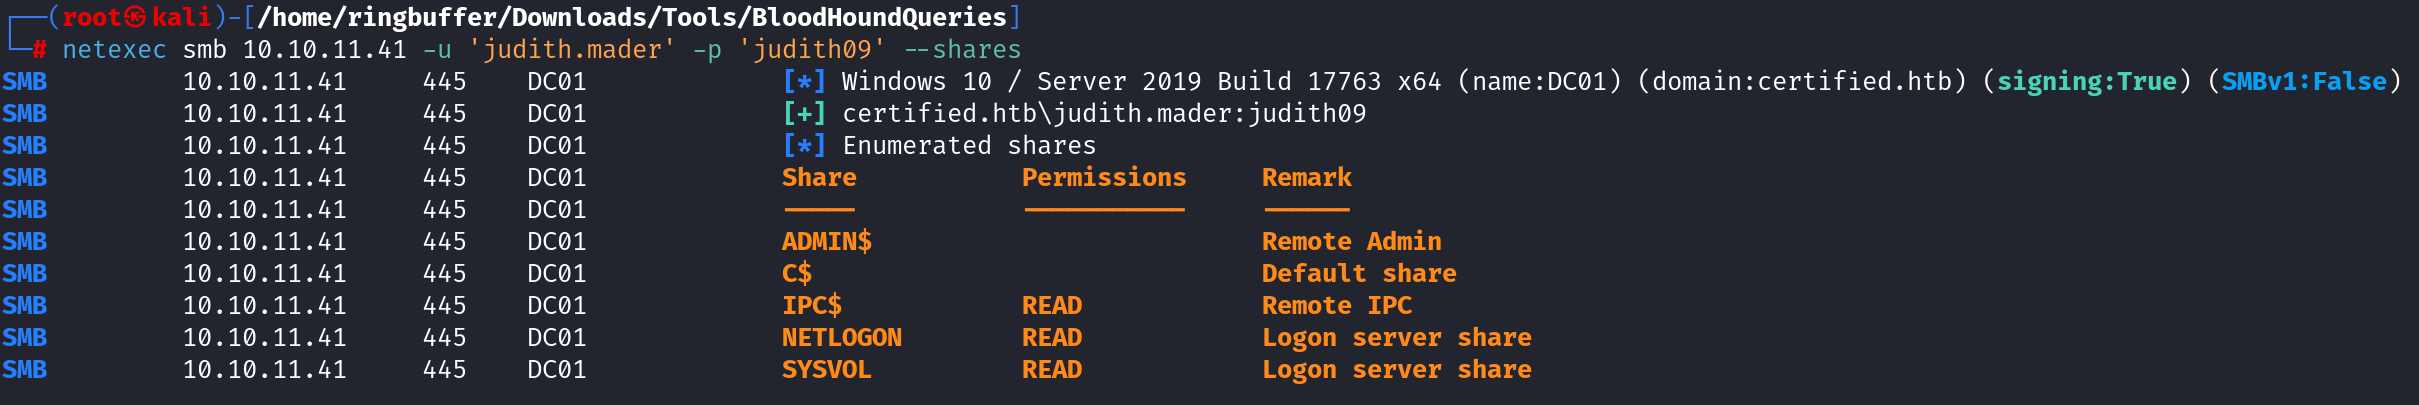 ┌──(root㉿kali)-[/home/ringbuffer/Downloads/Tools/BloodHoundQueries]
└─# netexec smb 10.10.11.41 -u 'judith.mader' -p 'judith09' --shares
SMB         10.10.11.41     445    DC01             [*] Windows 10 / Server 2019 Build 17763 x64 (name:DC01) (domain:certified.htb) (signing:True) (SMBv1:False)
SMB         10.10.11.41     445    DC01             [+] certified.htb\judith.mader:judith09
SMB         10.10.11.41     445    DC01             [*] Enumerated shares
SMB         10.10.11.41     445    DC01             Share           Permissions     Remark
SMB         10.10.11.41     445    DC01             -----           -----------     ------
SMB         10.10.11.41     445    DC01             ADMIN$                          Remote Admin
SMB         10.10.11.41     445    DC01             C$                              Default share
SMB         10.10.11.41     445    DC01             IPC$            READ            Remote IPC
SMB         10.10.11.41     445    DC01             NETLOGON        READ            Logon server share
SMB         10.10.11.41     445    DC01             SYSVOL          READ            Logon server share